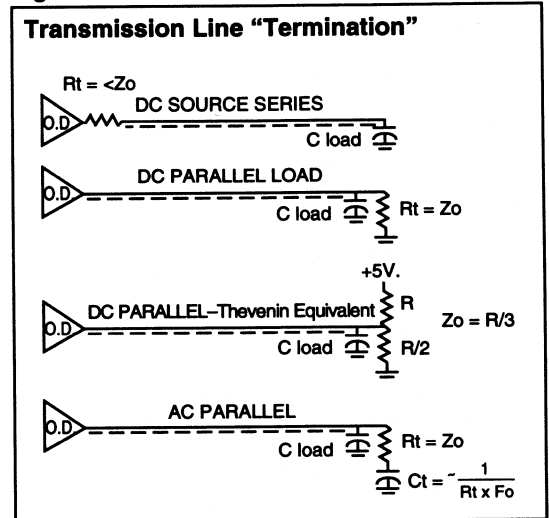 Transmission Line “Termination”
Rt = <Zo
O.D
DC SOURCE SERIES
C load
DC PARALLEL LOAD
O.D.
C load
Rt = Zo
+5V.
R
DC PARALLEL–Thevenin Equivalent
Zo = R/3
O.D
C load
R/2
AC PARALLEL
O.D.
C load
Rt = Zo
Ct = ~ 1
Rt x Fo